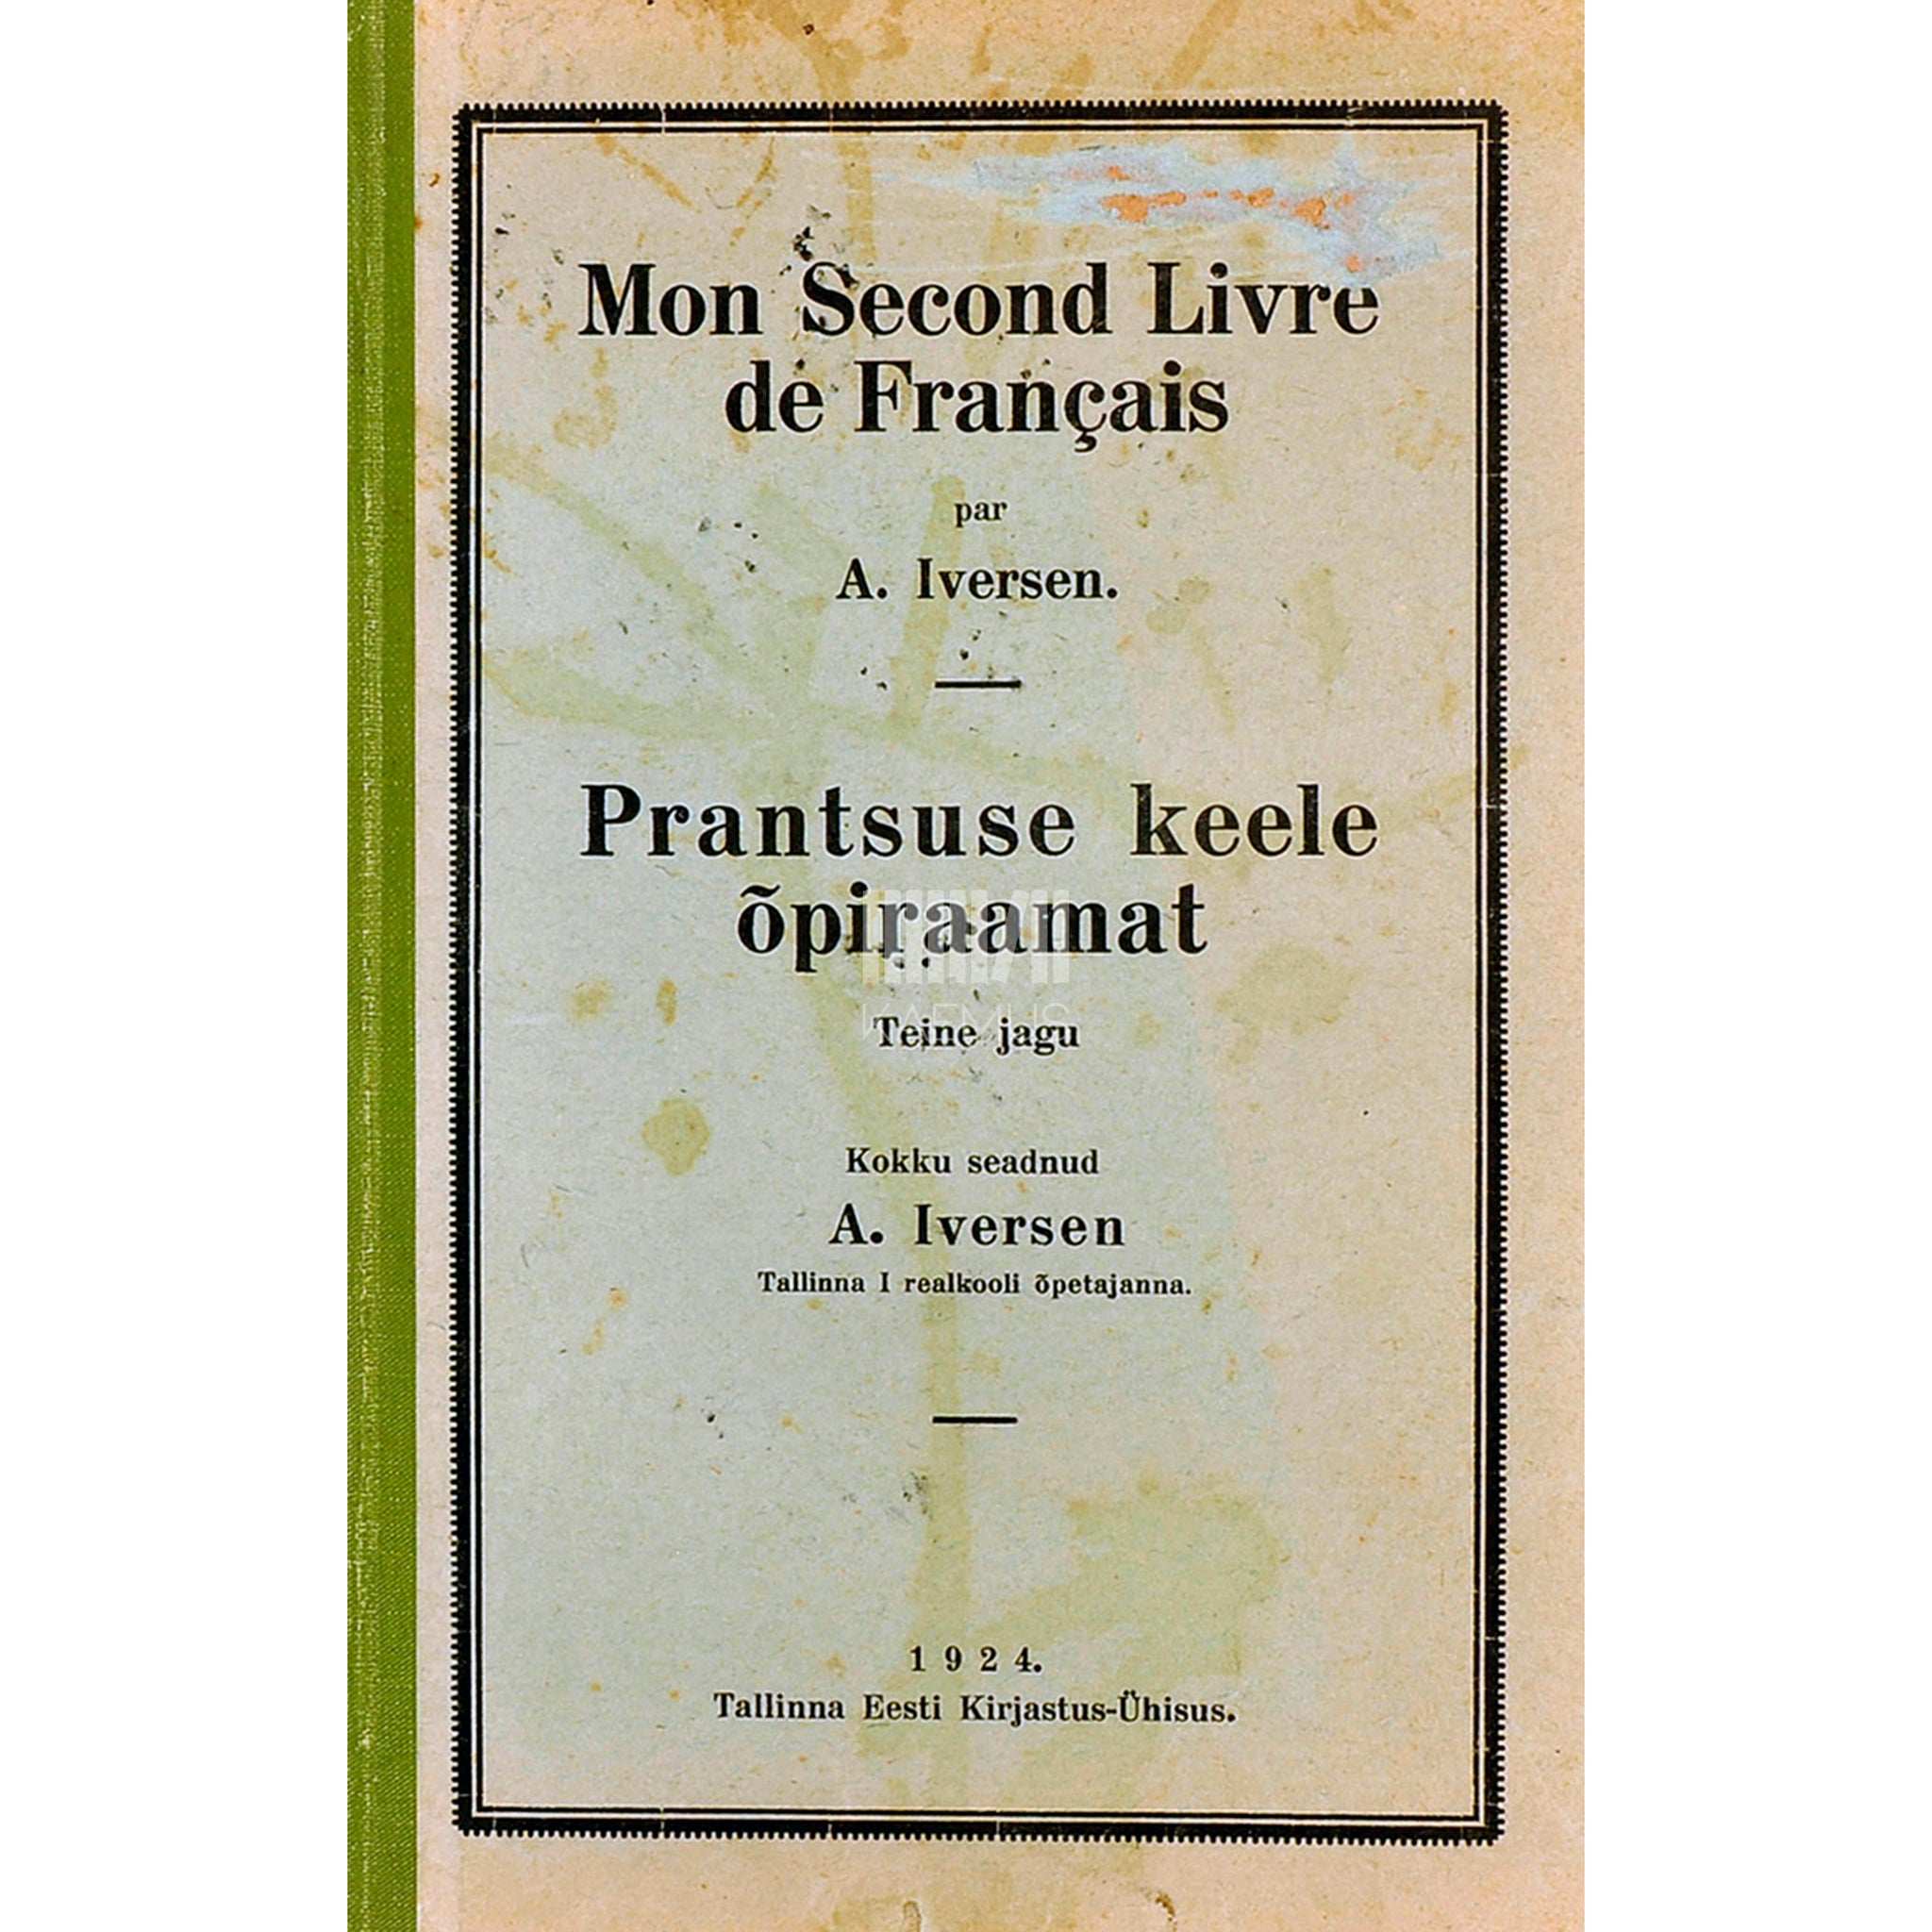 Mon Second Livre
de Français
par
A. Iversen.
Prantsuse keele
õpiraamat
KAEMUS
Teine jagu
Kokku seadnud
A. Iversen
Tallinna I realkooli õpetajanna.
1924.
Tallinna Eesti Kirjastus-Ühisus.